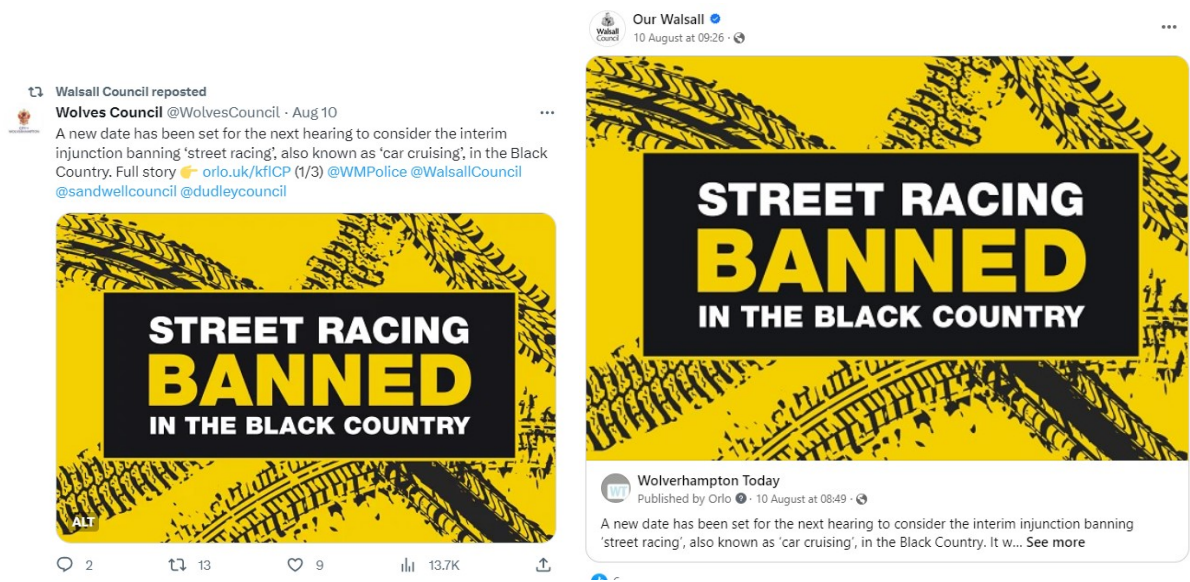 Walsall Council reposted
Wolves Council @WolvesCouncil · Aug 10
A new date has been set for the next hearing to consider the interim
injunction banning ‘street racing’, also known as ‘car cruising’, in the Black
Country. Full story 👉 orlo.uk/kflCP (1/3) @WMPolice @WalsallCouncil
@sandwellcouncil @dudleycouncil
STREET RACING
BANNED
IN THE BLACK COUNTRY
ALT
2 13 9 13.7K
Our Walsall
Walsall Council
10 August at 09:26 ·
STREET RACING
BANNED
IN THE BLACK COUNTRY
WT
Wolverhampton Today
Published by Orlo · 10 August at 08:49 ·
A new date has been set for the next hearing to consider the interim injunction banning
‘street racing’, also known as ‘car cruising’, in the Black Country. It w... See more